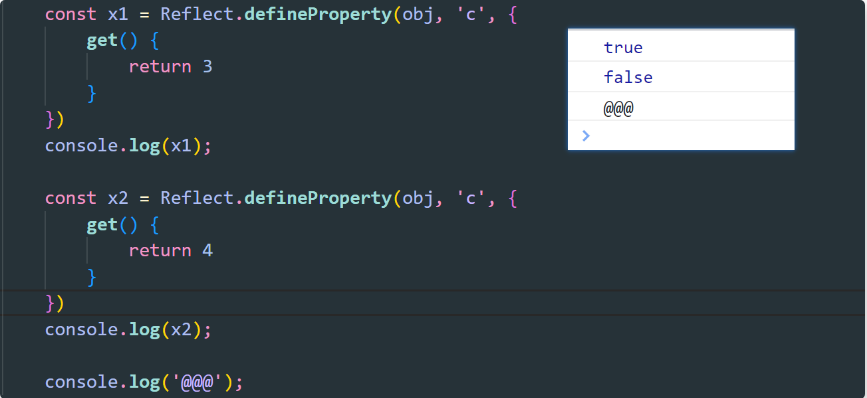 const x1 = Reflect.defineProperty(obj, 'c', {
    get() {
        return 3
    }
})
console.log(x1);

const x2 = Reflect.defineProperty(obj, 'c', {
    get() {
        return 4
    }
})
console.log(x2);

console.log('@@@');
true
false
@@@
>